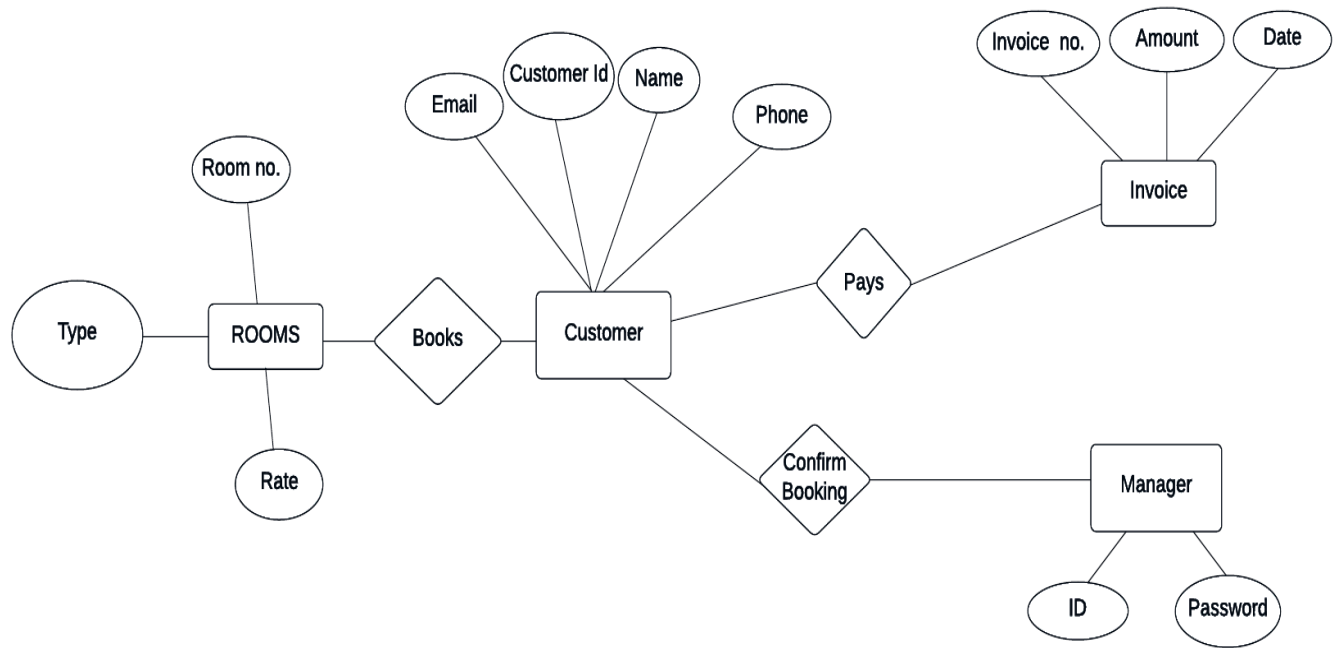 Invoice no.
Amount
Date
Customer Id
Email
Name
Phone
Room no.
Invoice
Pays
Type
ROOMS
Books
Customer
Confirm
Booking
Rate
Manager
ID
Password